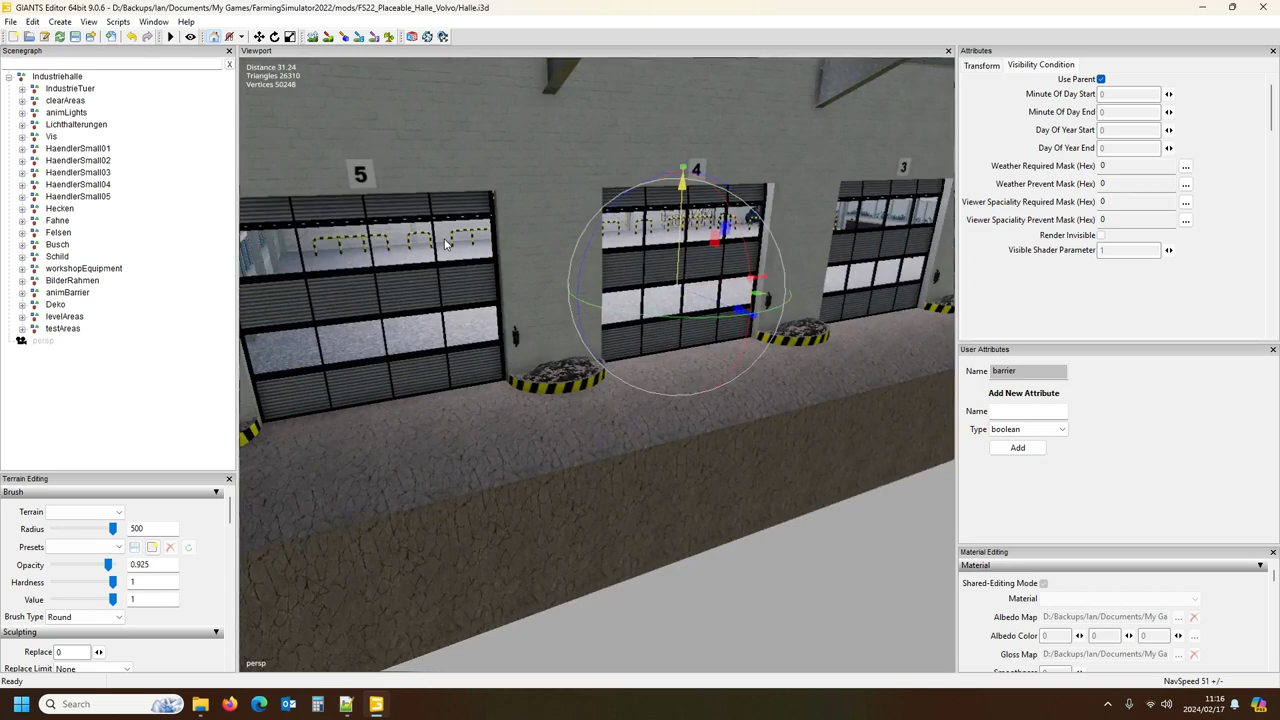 GIANTS Editor 64bit 9.0.6 - D:/Backups/Ian/Documents/My Games/FarmingSimulator2022/mods/FS22_Placeable_Halle_Volvo/Halle.i3d
File Edit Create View Scripts Window Help
Scenegraph
Viewport
Attributes
Distance 31.24
Triangles 26310
Vertices 50248
X
Industriehalle
IndustrieTuer
clearAreas
animLights
Lichthalterungen
Vis
HaendlerSmall01
HaendlerSmall02
HaendlerSmall03
HaendlerSmall04
HaendlerSmall05
Hecken
Fahne
Felsen
Busch
Schild
workshopEquipment
BilderRahmen
animBarrier
Deko
levelAreas
testAreas
persp
5
4
3
persp
Transform Visibility Condition
Use Parent
Minute Of Day Start 0
Minute Of Day End 0
Day Of Year Start 0
Day Of Year End 0
Weather Required Mask (Hex) 0 ...
Weather Prevent Mask (Hex) 0 ...
Viewer Spaciality Required Mask (Hex) 0 ...
Viewer Spaciality Prevent Mask (Hex) 0 ...
Render Invisible
Visible Shader Parameter 1
User Attributes
Name barrier
Add New Attribute
Name
Type boolean
Add
Terrain Editing
Brush
Terrain
Radius 500
Presets
Opacity 0.925
Hardness 1
Value 1
Brush Type Round
Sculpting
Replace 0
Replace Limit None
Material Editing
Material
Shared-Editing Mode
Material
Albedo Map D:/Backups/Ian/Documents/My Ga ...
Albedo Color 0 0 0 ...
Gloss Map D:/Backups/Ian/Documents/My Ga ...
Ready
NavSpeed 51 +/-
Search
11:16
2024/02/17